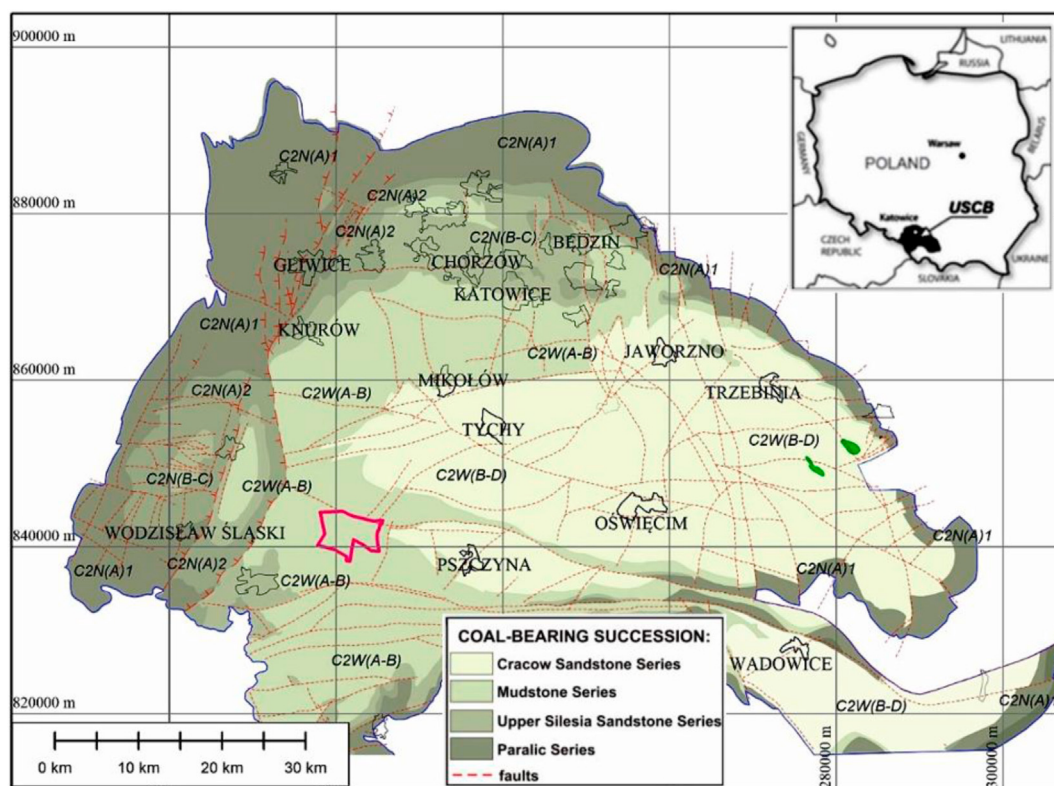 900000 m
880000 m
860000 m
840000 m
820000 m
C2N(A)1
C2N(A)1
C2N(A)2
C2N(A)2
C2N(B-C)
BĘDZIN
GŁIWICE
CHORZÓW
C2N(A)1
KATOWICE
C2N(A)1
KNURÓW
C2W(A-B)
JAWORZNO
C2N(A)2
C2W(A-B)
MIKOŁÓW
TRZEBINIA
TYCHY
C2W(B-D)
C2N(B-C)
C2W(A-B)
C2W(B-D)
WODZISŁAW ŚLĄSKI
OŚWIĘCIM
C2N(A)1
C2N(A)1
C2N(A)2
C2W(A-B)
PSZCZYNA
C2N(A)1
C2W(A-B)
WADOWICE
C2W(B-D)
C2N(A)1
280000 m
300000 m
LITHUANIA
RUSSIA
GERMANY
BELARUS
Warsaw
POLAND
USCB
Katowice
CZECH
REPUBLIC
UKRAINE
SLOVAKIA
COAL-BEARING SUCCESSION:
Cracow Sandstone Series
Mudstone Series
Upper Silesia Sandstone Series
Paralic Series
faults
0 km 10 km 20 km 30 km